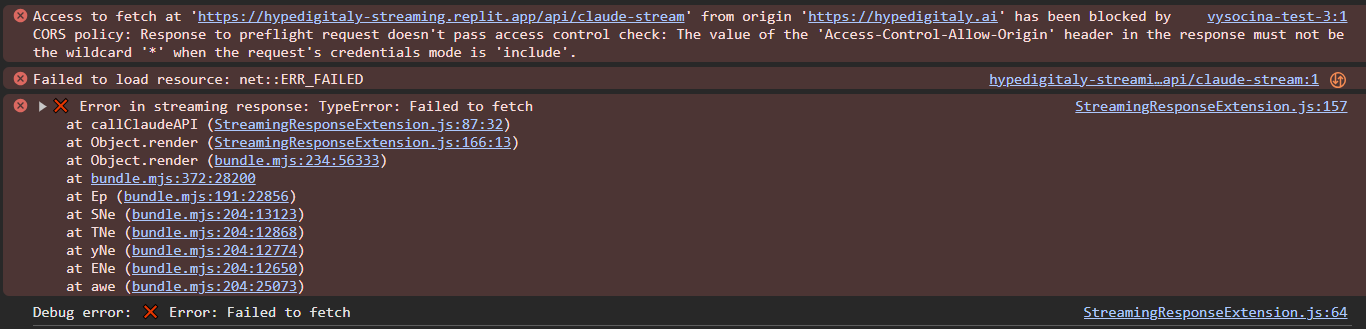 Access to fetch at 'https://hypedigitaly-streaming.replit.app/api/claude-stream' from origin 'https://hypedigitaly.ai' has been blocked by vysocina-test-3:1
CORS policy: Response to preflight request doesn't pass access control check: The value of the 'Access-Control-Allow-Origin' header in the response must not be
the wildcard '*' when the request's credentials mode is 'include'.
Failed to load resource: net::ERR_FAILED hypedigitaly-streami…api/claude-stream:1
▶ ❌ Error in streaming response: TypeError: Failed to fetch StreamingResponseExtension.js:157
at callClaudeAPI (StreamingResponseExtension.js:87:32)
at Object.render (StreamingResponseExtension.js:166:13)
at Object.render (bundle.mjs:234:56333)
at bundle.mjs:372:28200
at Ep (bundle.mjs:191:22856)
at SNe (bundle.mjs:204:13123)
at TNe (bundle.mjs:204:12868)
at yNe (bundle.mjs:204:12774)
at ENe (bundle.mjs:204:12650)
at awe (bundle.mjs:204:25073)
Debug error: ❌ Error: Failed to fetch StreamingResponseExtension.js:64